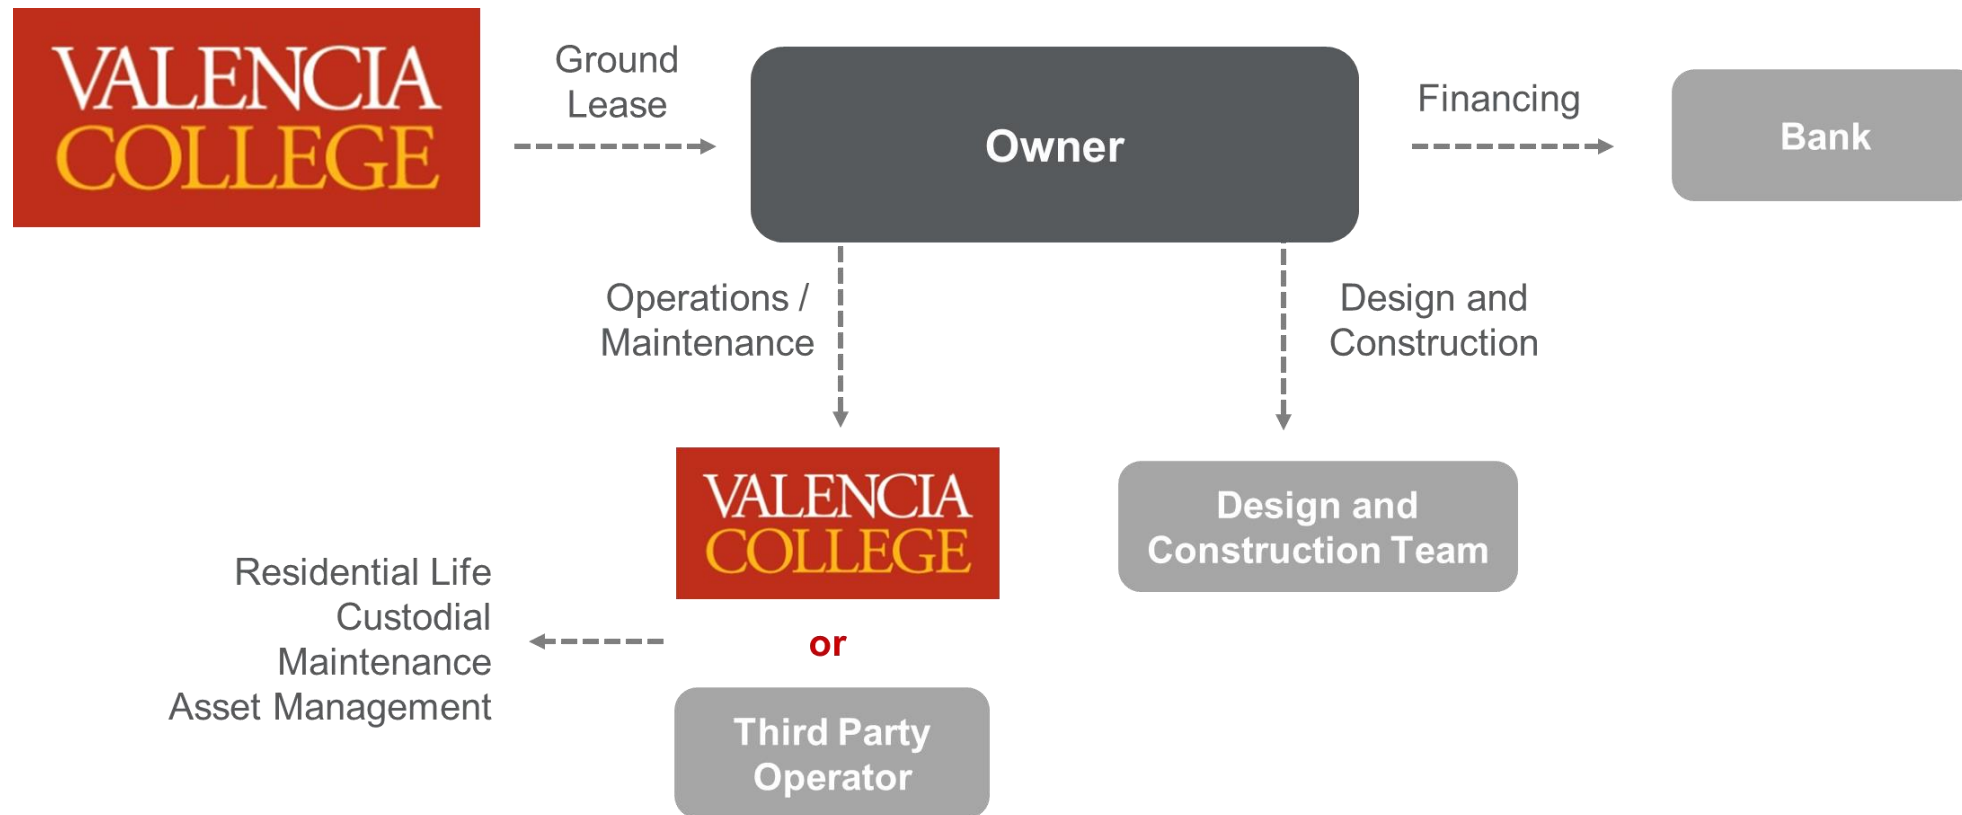 VALENCIA
COLLEGE
Ground
Lease
Owner
Financing
Bank
Operations /
Maintenance
Design and
Construction
VALENCIA
COLLEGE
Design and
Construction Team
Residential Life
Custodial
Maintenance
Asset Management
or
Third Party
Operator